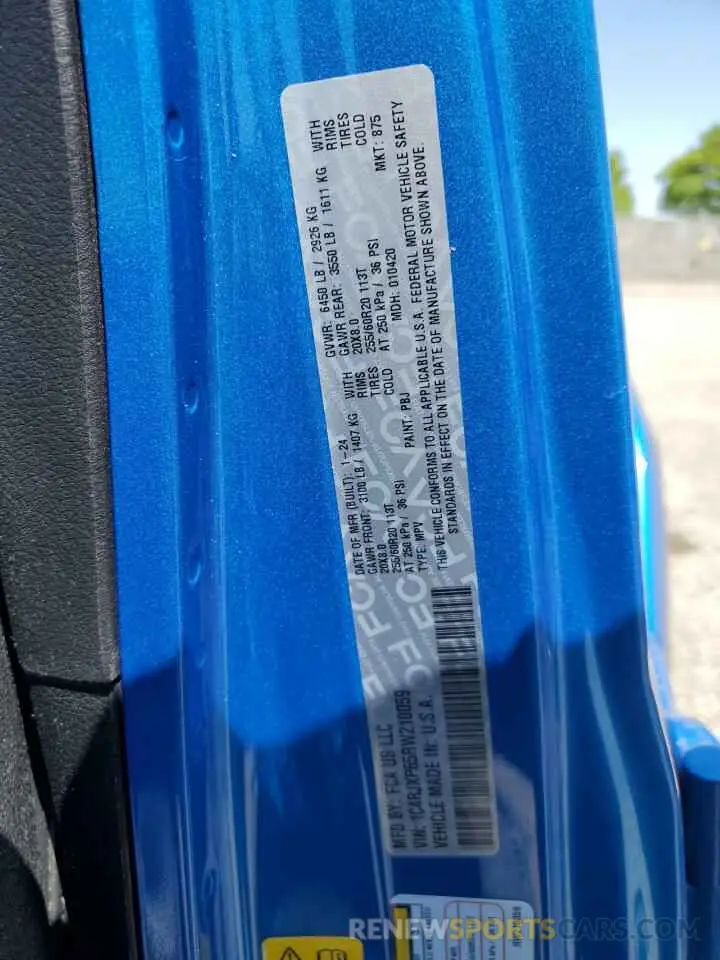 MFD BY: FCA US LLC
DATE OF MFR (BUILT): 1-24
GVWR: 6450 LB / 2926 KG
GAWR FRONT: 3100 LB / 1407 KG WITH
GAWR REAR: 3550 LB / 1611 KG WITH
20X8.0 RIMS
20X8.0 RIMS
255/60R20 113T TIRES
255/60R20 113T TIRES
AT 250 kPa / 36 PSI COLD
AT 250 kPa / 36 PSI COLD
VIN: 1C4RJXP65RW210059
TYPE: MPV
PAINT: PBJ
MDH: 010420
MKT: 875
VEHICLE MADE IN: U.S.A.
THIS VEHICLE CONFORMS TO ALL APPLICABLE U.S.A. FEDERAL MOTOR VEHICLE SAFETY
STANDARDS IN EFFECT ON THE DATE OF MANUFACTURE SHOWN ABOVE.
RENEWSPORTSCARS.COM